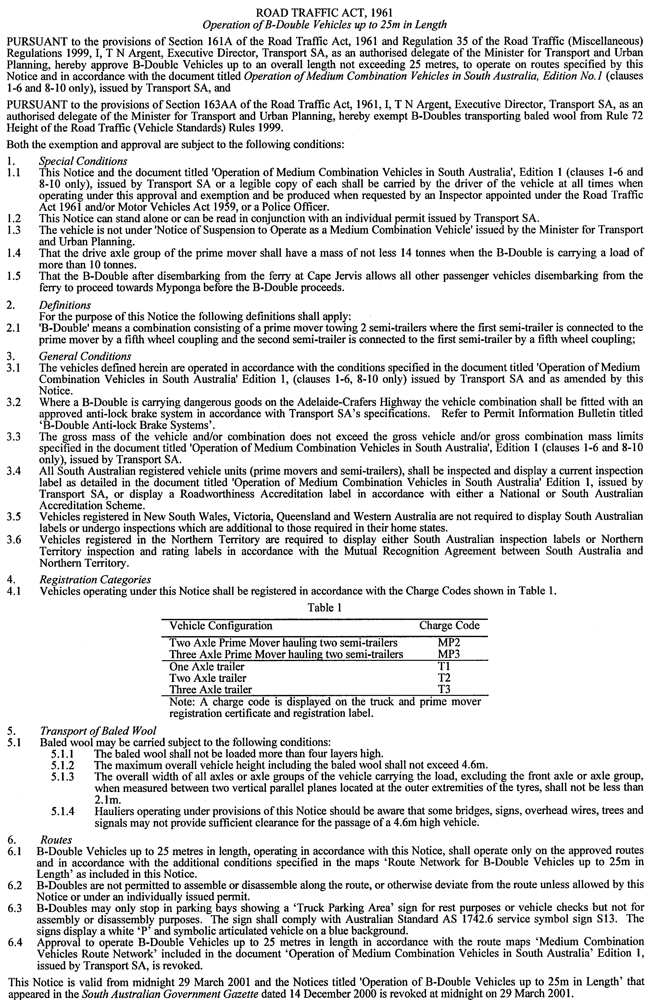 ROAD TRAFFIC ACT, 1961
Operation of B-Double Vehicles up to 25m in Length
PURSUANT to the provisions of Section 161A of the Road Traffic Act, 1961 and Regulation 35 of the Road Traffic (Miscellaneous)
Regulations 1999, I, T N Argent, Executive Director, Transport SA, as an authorised delegate of the Minister for Transport and Urban
Planning, hereby approve B-Double Vehicles up to an overall length not exceeding 25 metres, to operate on routes specified by this
Notice and in accordance with the document titled Operation of Medium Combination Vehicles in South Australia, Edition No.1 (clauses
1-6 and 8-10 only), issued by Transport SA, and
PURSUANT to the provisions of Section 163AA of the Road Traffic Act, 1961, I, T N Argent, Executive Director, Transport SA, as an
authorised delegate of the Minister for Transport and Urban Planning, hereby exempt B-Doubles transporting baled wool from Rule 72
Height of the Road Traffic (Vehicle Standards) Rules 1999.
Both the exemption and approval are subject to the following conditions:
1. Special Conditions
1.1 This Notice and the document titled 'Operation of Medium Combination Vehicles in South Australia', Edition 1 (clauses 1-6 and
8-10 only), issued by Transport SA or a legible copy of each shall be carried by the driver of the vehicle at all times when
operating under this approval and exemption and be produced when requested by an Inspector appointed under the Road Traffic
Act 1961 and/or Motor Vehicles Act 1959, or a Police Officer.
1.2 This Notice can stand alone or can be read in conjunction with an individual permit issued by Transport SA.
1.3 The vehicle is not under 'Notice of Suspension to Operate as a Medium Combination Vehicle' issued by the Minister for Transport
and Urban Planning.
1.4 That the drive axle group of the prime mover shall have a mass of not less 14 tonnes when the B-Double is carrying a load of
more than 10 tonnes.
1.5 That the B-Double after disembarking from the ferry at Cape Jervis allows all other passenger vehicles disembarking from the
ferry to proceed towards Myponga before the B-Double proceeds.
2. Definitions
For the purpose of this Notice the following definitions shall apply:
2.1 'B-Double' means a combination consisting of a prime mover towing 2 semi-trailers where the first semi-trailer is connected to the
prime mover by a fifth wheel coupling and the second semi-trailer is connected to the first semi-trailer by a fifth wheel coupling;
3. General Conditions
3.1 The vehicles defined herein are operated in accordance with the conditions specified in the document titled 'Operation of Medium
Combination Vehicles in South Australia' Edition 1, (clauses 1-6, 8-10 only) issued by Transport SA and as amended by this
Notice.
3.2 Where a B-Double is carrying dangerous goods on the Adelaide-Crafers Highway the vehicle combination shall be fitted with an
approved anti-lock brake system in accordance with Transport SA's specifications. Refer to Permit Information Bulletin titled
‘B-Double Anti-lock Brake Systems’.
3.3 The gross mass of the vehicle and/or combination does not exceed the gross vehicle and/or gross combination mass limits
specified in the document titled 'Operation of Medium Combination Vehicles in South Australia', Edition 1 (clauses 1-6 and 8-10
only), issued by Transport SA.
3.4 All South Australian registered vehicle units (prime movers and semi-trailers), shall be inspected and display a current inspection
label as detailed in the document titled 'Operation of Medium Combination Vehicles in South Australia' Edition 1, issued by
Transport SA, or display a Roadworthiness Accreditation label in accordance with either a National or South Australian
Accreditation Scheme.
3.5 Vehicles registered in New South Wales, Victoria, Queensland and Western Australia are not required to display South Australian
labels or undergo inspections which are additional to those required in their home states.
3.6 Vehicles registered in the Northern Territory are required to display either South Australian inspection labels or Northern
Territory inspection and rating labels in accordance with the Mutual Recognition Agreement between South Australia and
Northern Territory.
4. Registration Categories
4.1 Vehicles operating under this Notice shall be registered in accordance with the Charge Codes shown in Table 1.
Table 1
Vehicle Configuration Charge Code
Two Axle Prime Mover hauling two semi-trailers MP2
Three Axle Prime Mover hauling two semi-trailers MP3
One Axle trailer T1
Two Axle trailer T2
Three Axle trailer T3
Note: A charge code is displayed on the truck and prime mover
registration certificate and registration label.
5. Transport of Baled Wool
5.1 Baled wool may be carried subject to the following conditions:
5.1.1 The baled wool shall not be loaded more than four layers high.
5.1.2 The maximum overall vehicle height including the baled wool shall not exceed 4.6m.
5.1.3 The overall width of all axles or axle groups of the vehicle carrying the load, excluding the front axle or axle group,
when measured between two vertical parallel planes located at the outer extremities of the tyres, shall not be less than
2.1m.
5.1.4 Hauliers operating under provisions of this Notice should be aware that some bridges, signs, overhead wires, trees and
signals may not provide sufficient clearance for the passage of a 4.6m high vehicle.
6. Routes
6.1 B-Double Vehicles up to 25 metres in length, operating in accordance with this Notice, shall operate only on the approved routes
and in accordance with the additional conditions specified in the maps ‘Route Network for B-Double Vehicles up to 25m in
Length’ as included in this Notice.
6.2 B-Doubles are not permitted to assemble or disassemble along the route, or otherwise deviate from the route unless allowed by this
Notice or under an individually issued permit.
6.3 B-Doubles may only stop in parking bays showing a ‘Truck Parking Area’ sign for rest purposes or vehicle checks but not for
assembly or disassembly purposes. The sign shall comply with Australian Standard AS 1742.6 service symbol sign S13. The
signs display a white ‘P’ and symbolic articulated vehicle on a blue background.
6.4 Approval to operate B-Double Vehicles up to 25 metres in length in accordance with the route maps ‘Medium Combination
Vehicles Route Network’ included in the document ‘Operation of Medium Combination Vehicles in South Australia’ Edition 1,
issued by Transport SA, is revoked.
This Notice is valid from midnight 29 March 2001 and the Notices titled 'Operation of B-Double Vehicles up to 25m in Length’ that
appeared in the South Australian Government Gazette dated 14 December 2000 is revoked at midnight on 29 March 2001.